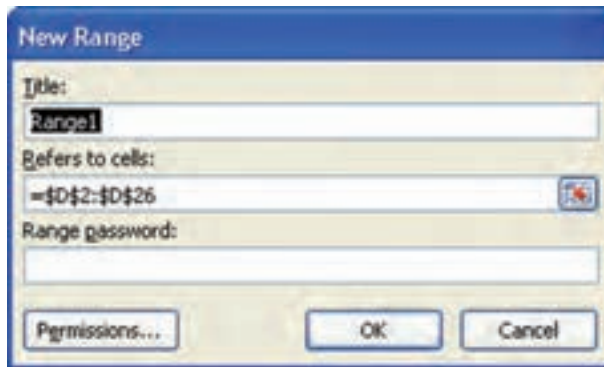 New Range
Title:
Range1
Refers to cells:
=$D$2:$D$26
Range password:
Permissions... OK Cancel